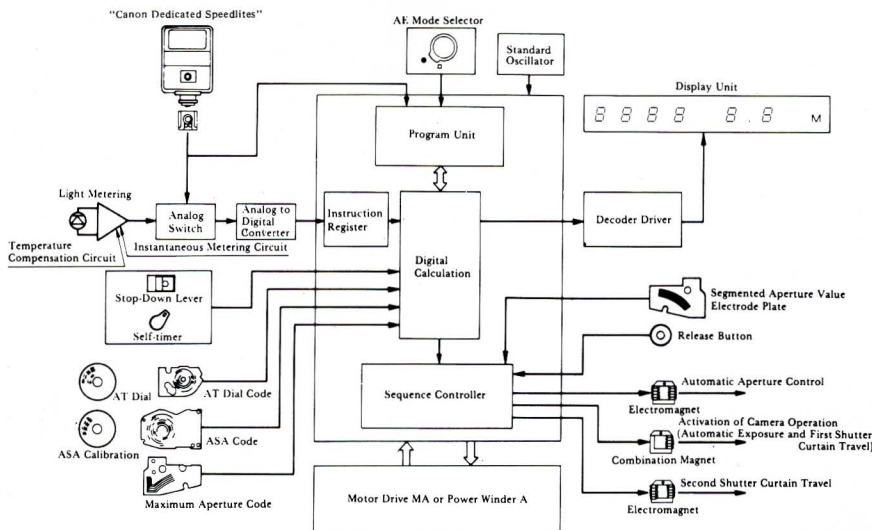 "Canon Dedicated Speedlites"
AE Mode Selector
Standard
Oscillator
Display Unit
8 8 8 8 8.8 M
Program Unit
Light Metering
Analog
Switch
Analog to
Digital
Converter
Instruction
Register
Decoder Driver
Temperature
Compensation Circuit
Instantaneous Metering Circuit
Digital
Calculation
Stop-Down Lever
Self-timer
Segmented Aperture Value
Electrode Plate
Release Button
AT Dial
AT Dial Code
Sequence Controller
Automatic Aperture Control
Electromagnet
ASA Calibration
ASA Code
Activation of Camera Operation
(Automatic Exposure and First Shutter
Curtain Travel]
Combination Magnet
Maximum Aperture Code
Motor Drive MA or Power Winder A
Second Shutter Curtain Travel
Electromagnet